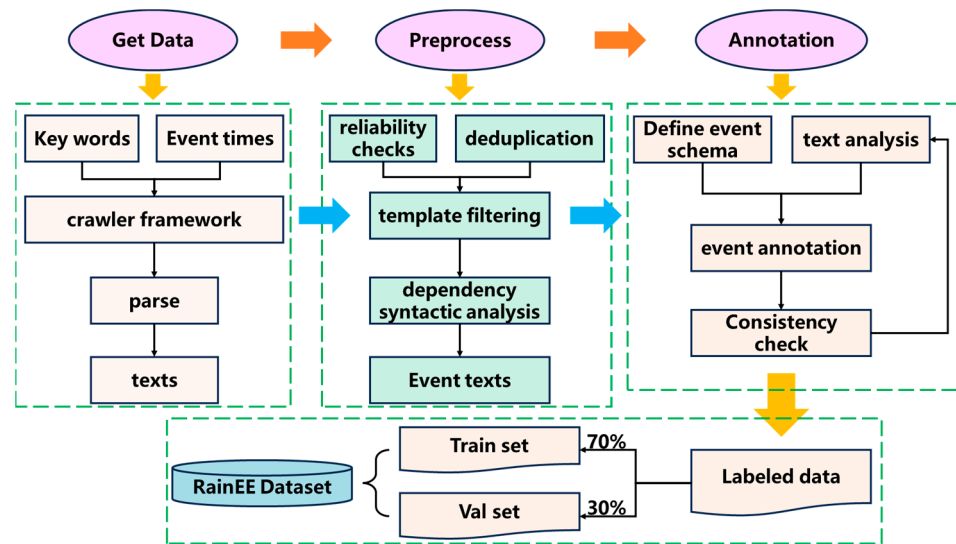 Get Data
Preprocess
Annotation
Key words
Event times
crawler framework
parse
texts
reliability
checks
deduplication
template filtering
dependency
syntactic analysis
Event texts
Define event
schema
text analysis
event annotation
Consistency
check
RainEE Dataset
Train set
70%
Val set
30%
Labeled data